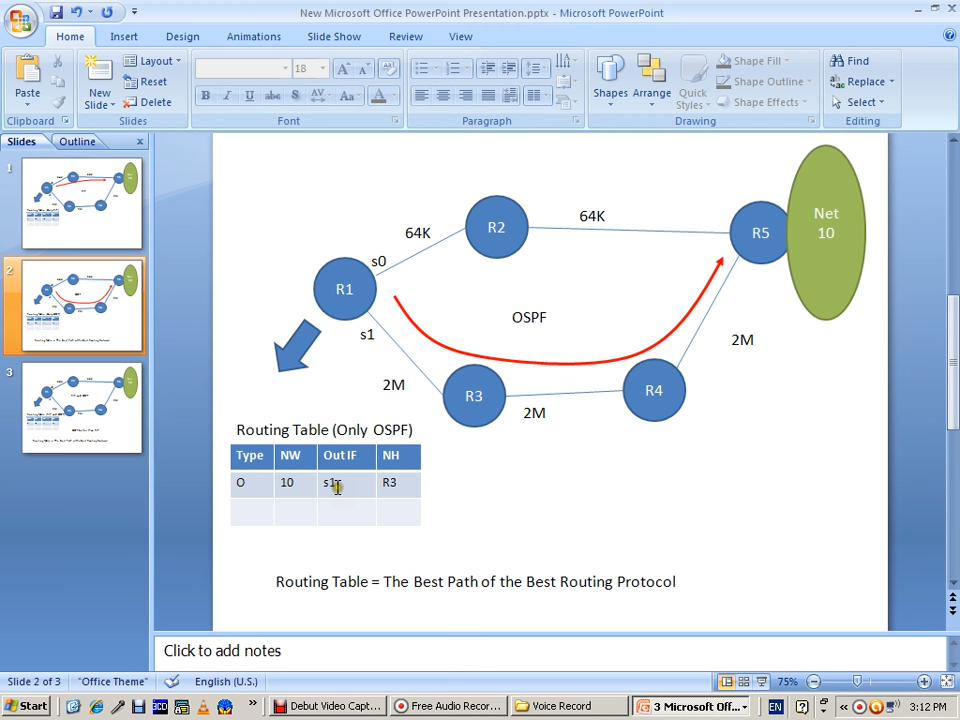 New Microsoft Office PowerPoint Presentation.pptx - Microsoft PowerPoint
Home Insert Design Animations Slide Show Review View
Paste
Clipboard
New Slide
Layout
Reset
Delete
Slides
18
B I U abc S AV Aa A
Font
Paragraph
Shapes Arrange Quick Styles
Shape Fill
Shape Outline
Shape Effects
Drawing
Find
Replace
Select
Editing
Slides Outline
1
2
3
64K
64K
R2
R5
Net
10
s0
R1
OSPF
s1
2M
2M
R3
R4
2M
Routing Table (Only OSPF)
Type NW Out IF NH
O 10 s1 R3
Routing Table = The Best Path of the Best Routing Protocol
Click to add notes
Slide 2 of 3 "Office Theme" English (U.S.) 75%
Start Debut Video Capt... Free Audio Recor... Voice Record 3 Microsoft Off... EN 3:12 PM